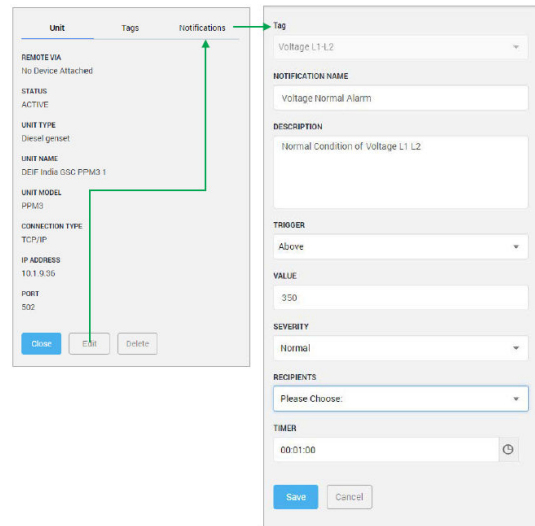 Unit
Tags
Notifications
REMOTE VIA
No Device Attached
STATUS
ACTIVE
UNIT TYPE
Diesel genset
UNIT NAME
DEIF India GSC PPM3 1
UNIT MODEL
PPM3
CONNECTION TYPE
TCP/IP
IP ADDRESS
10.1.9.36
PORT
502
Close
Edit
Delete
Tag
Voltage L1-L2
NOTIFICATION NAME
Voltage Normal Alarm
DESCRIPTION
Normal Condition of Voltage L1 L2
TRIGGER
Above
VALUE
350
SEVERITY
Normal
RECIPIENTS
Please Choose:
TIMER
00:01:00
Save
Cancel